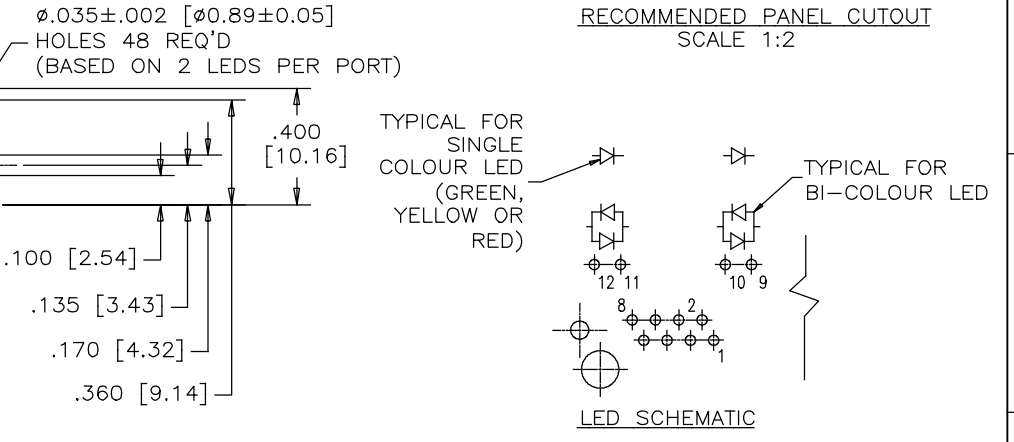 ø.035±.002 [ø0.89±0.05]
HOLES 48 REQ'D
(BASED ON 2 LEDS PER PORT)
RECOMMENDED PANEL CUTOUT
SCALE 1:2
.400
[10.16]
TYPICAL FOR
SINGLE
COLOUR LED
(GREEN,
YELLOW OR
RED)
TYPICAL FOR
BI-COLOUR LED
.100 [2.54]
.135 [3.43]
.170 [4.32]
.360 [9.14]
12 11
10 9
8 2
1
LED SCHEMATIC